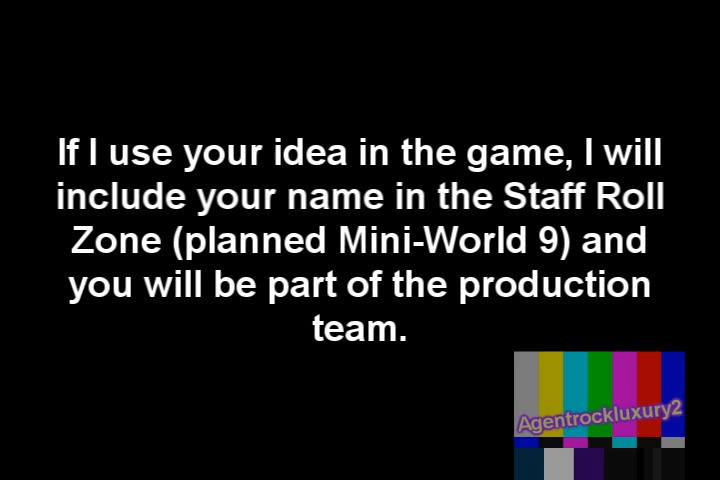 If I use your idea in the game, I will
include your name in the Staff Roll
Zone (planned Mini-World 9) and
you will be part of the production
team.
Agentrockluxury2